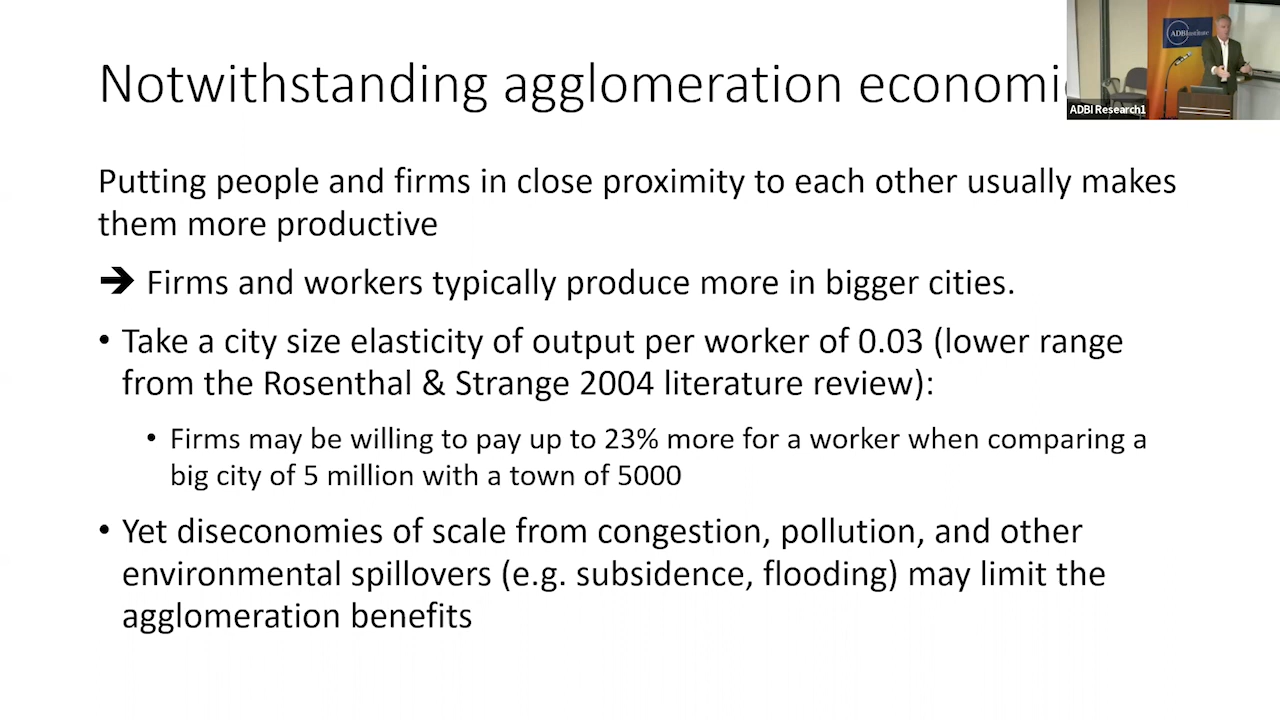 Notwithstanding agglomeration
ADBInstitute
ADBI Research1
Putting people and firms in close proximity to each other usually makes
them more productive
➔ Firms and workers typically produce more in bigger cities.
• Take a city size elasticity of output per worker of 0.03 (lower range
from the Rosenthal & Strange 2004 literature review):
• Firms may be willing to pay up to 23% more for a worker when comparing a
big city of 5 million with a town of 5000
• Yet diseconomies of scale from congestion, pollution, and other
environmental spillovers (e.g. subsidence, flooding) may limit the
agglomeration benefits